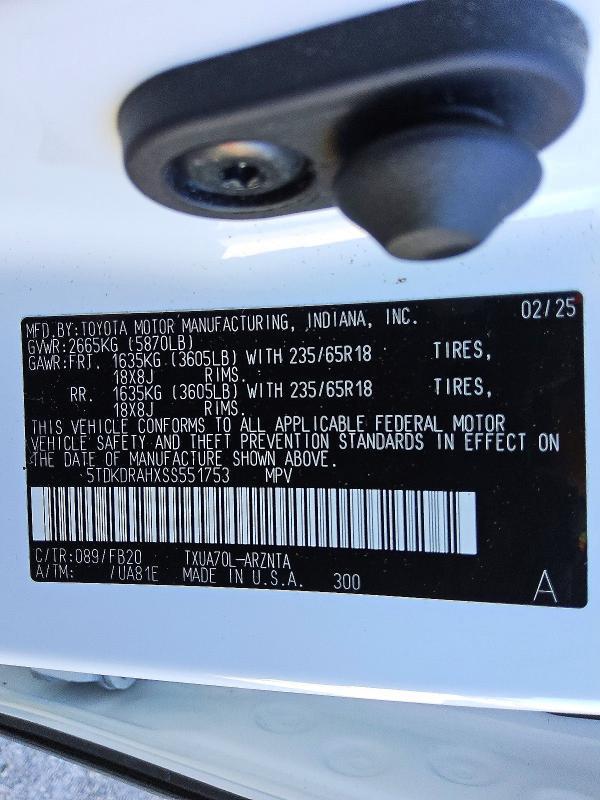 MFD.BY:TOYOTA MOTOR MANUFACTURING, INDIANA, INC. 02/25
GVWR:2665KG (5870LB)
GAWR:FRT. 1635KG (3605LB) WITH 235/65R18 TIRES,
18X8J RIMS.
RR. 1635KG (3605LB) WITH 235/65R18 TIRES,
18X8J RIMS.
THIS VEHICLE CONFORMS TO ALL APPLICABLE FEDERAL MOTOR
VEHICLE SAFETY AND THEFT PREVENTION STANDARDS IN EFFECT ON
THE DATE OF MANUFACTURE SHOWN ABOVE.
5TDKDRAHXSS551753 MPV
C/TR:089/FB20 TXUA70L-ARZNTA
A/TM: /UA81E MADE IN U.S.A. 300 A